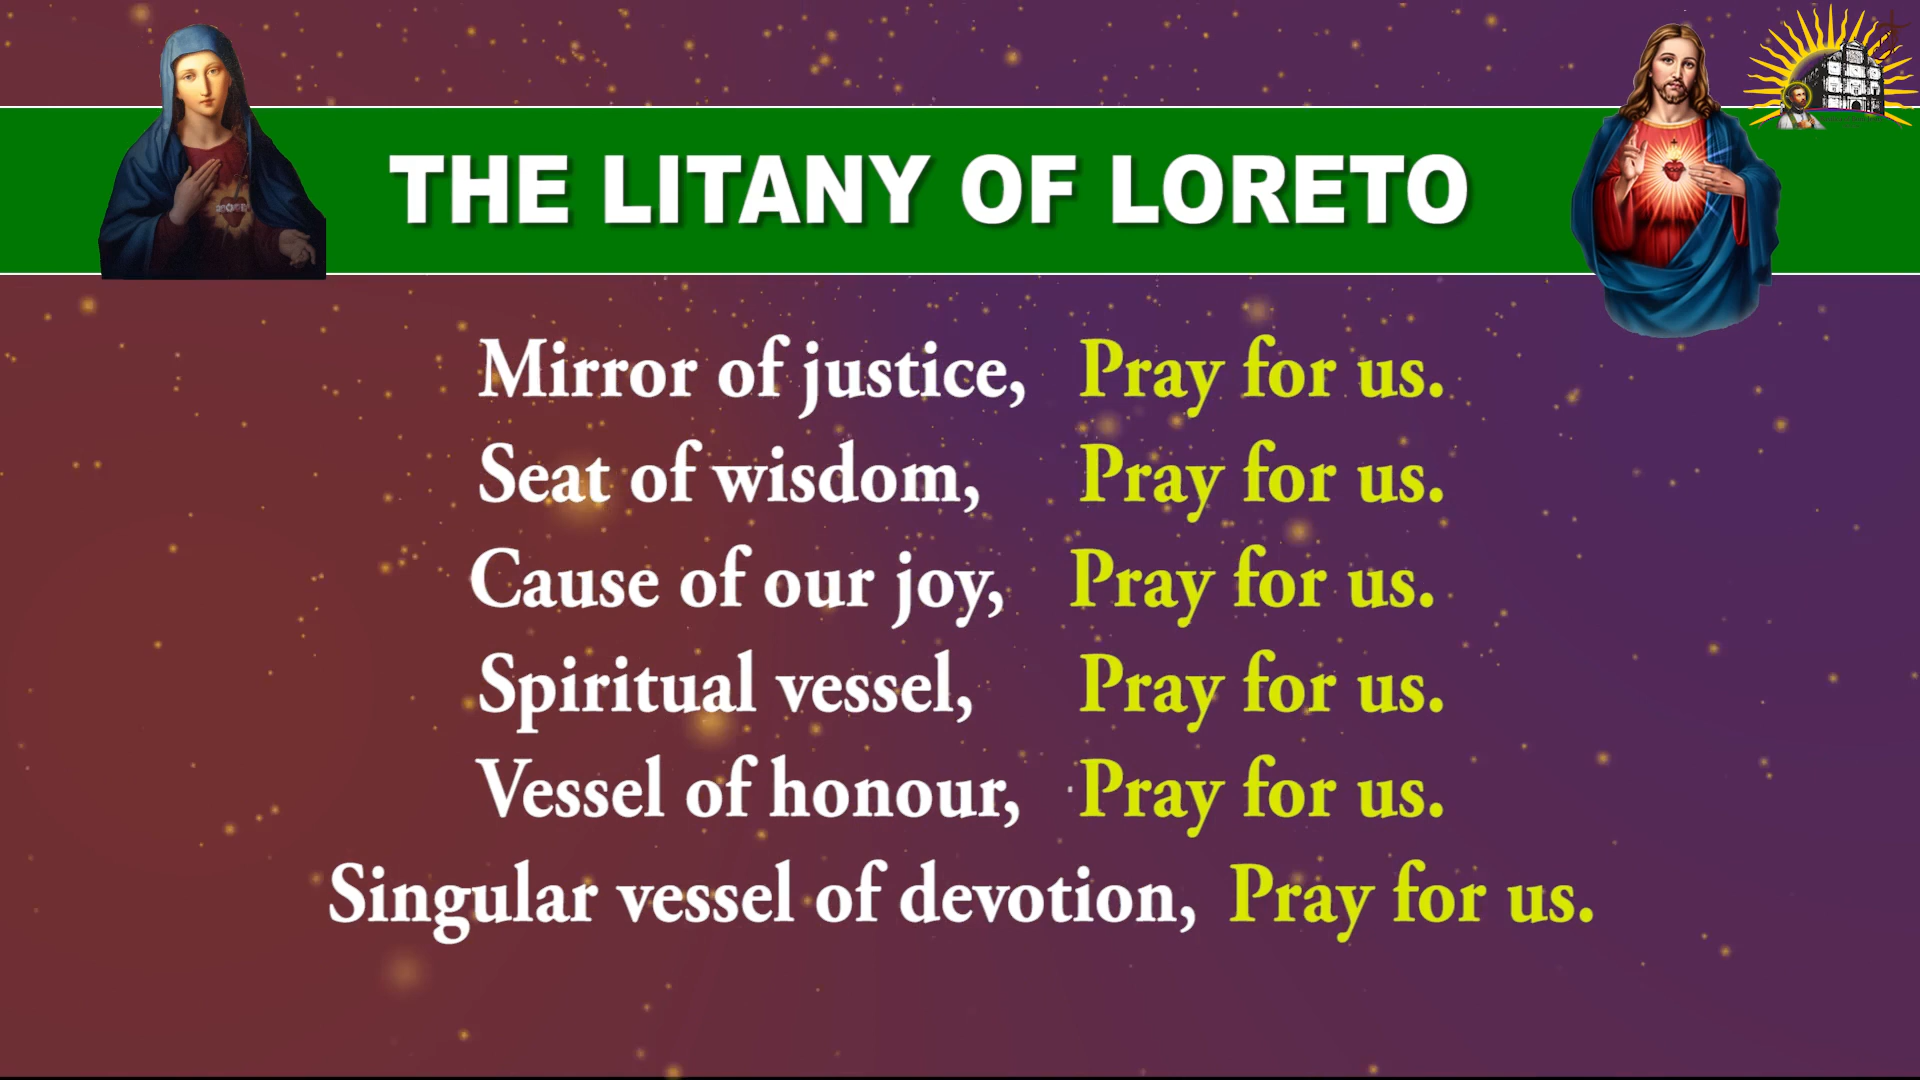 THE LITANY OF LORETO
Mirror of justice, Pray for us.
Seat of wisdom, Pray for us.
Cause of our joy, Pray for us.
Spiritual vessel, Pray for us.
Vessel of honour, Pray for us.
Singular vessel of devotion, Pray for us.